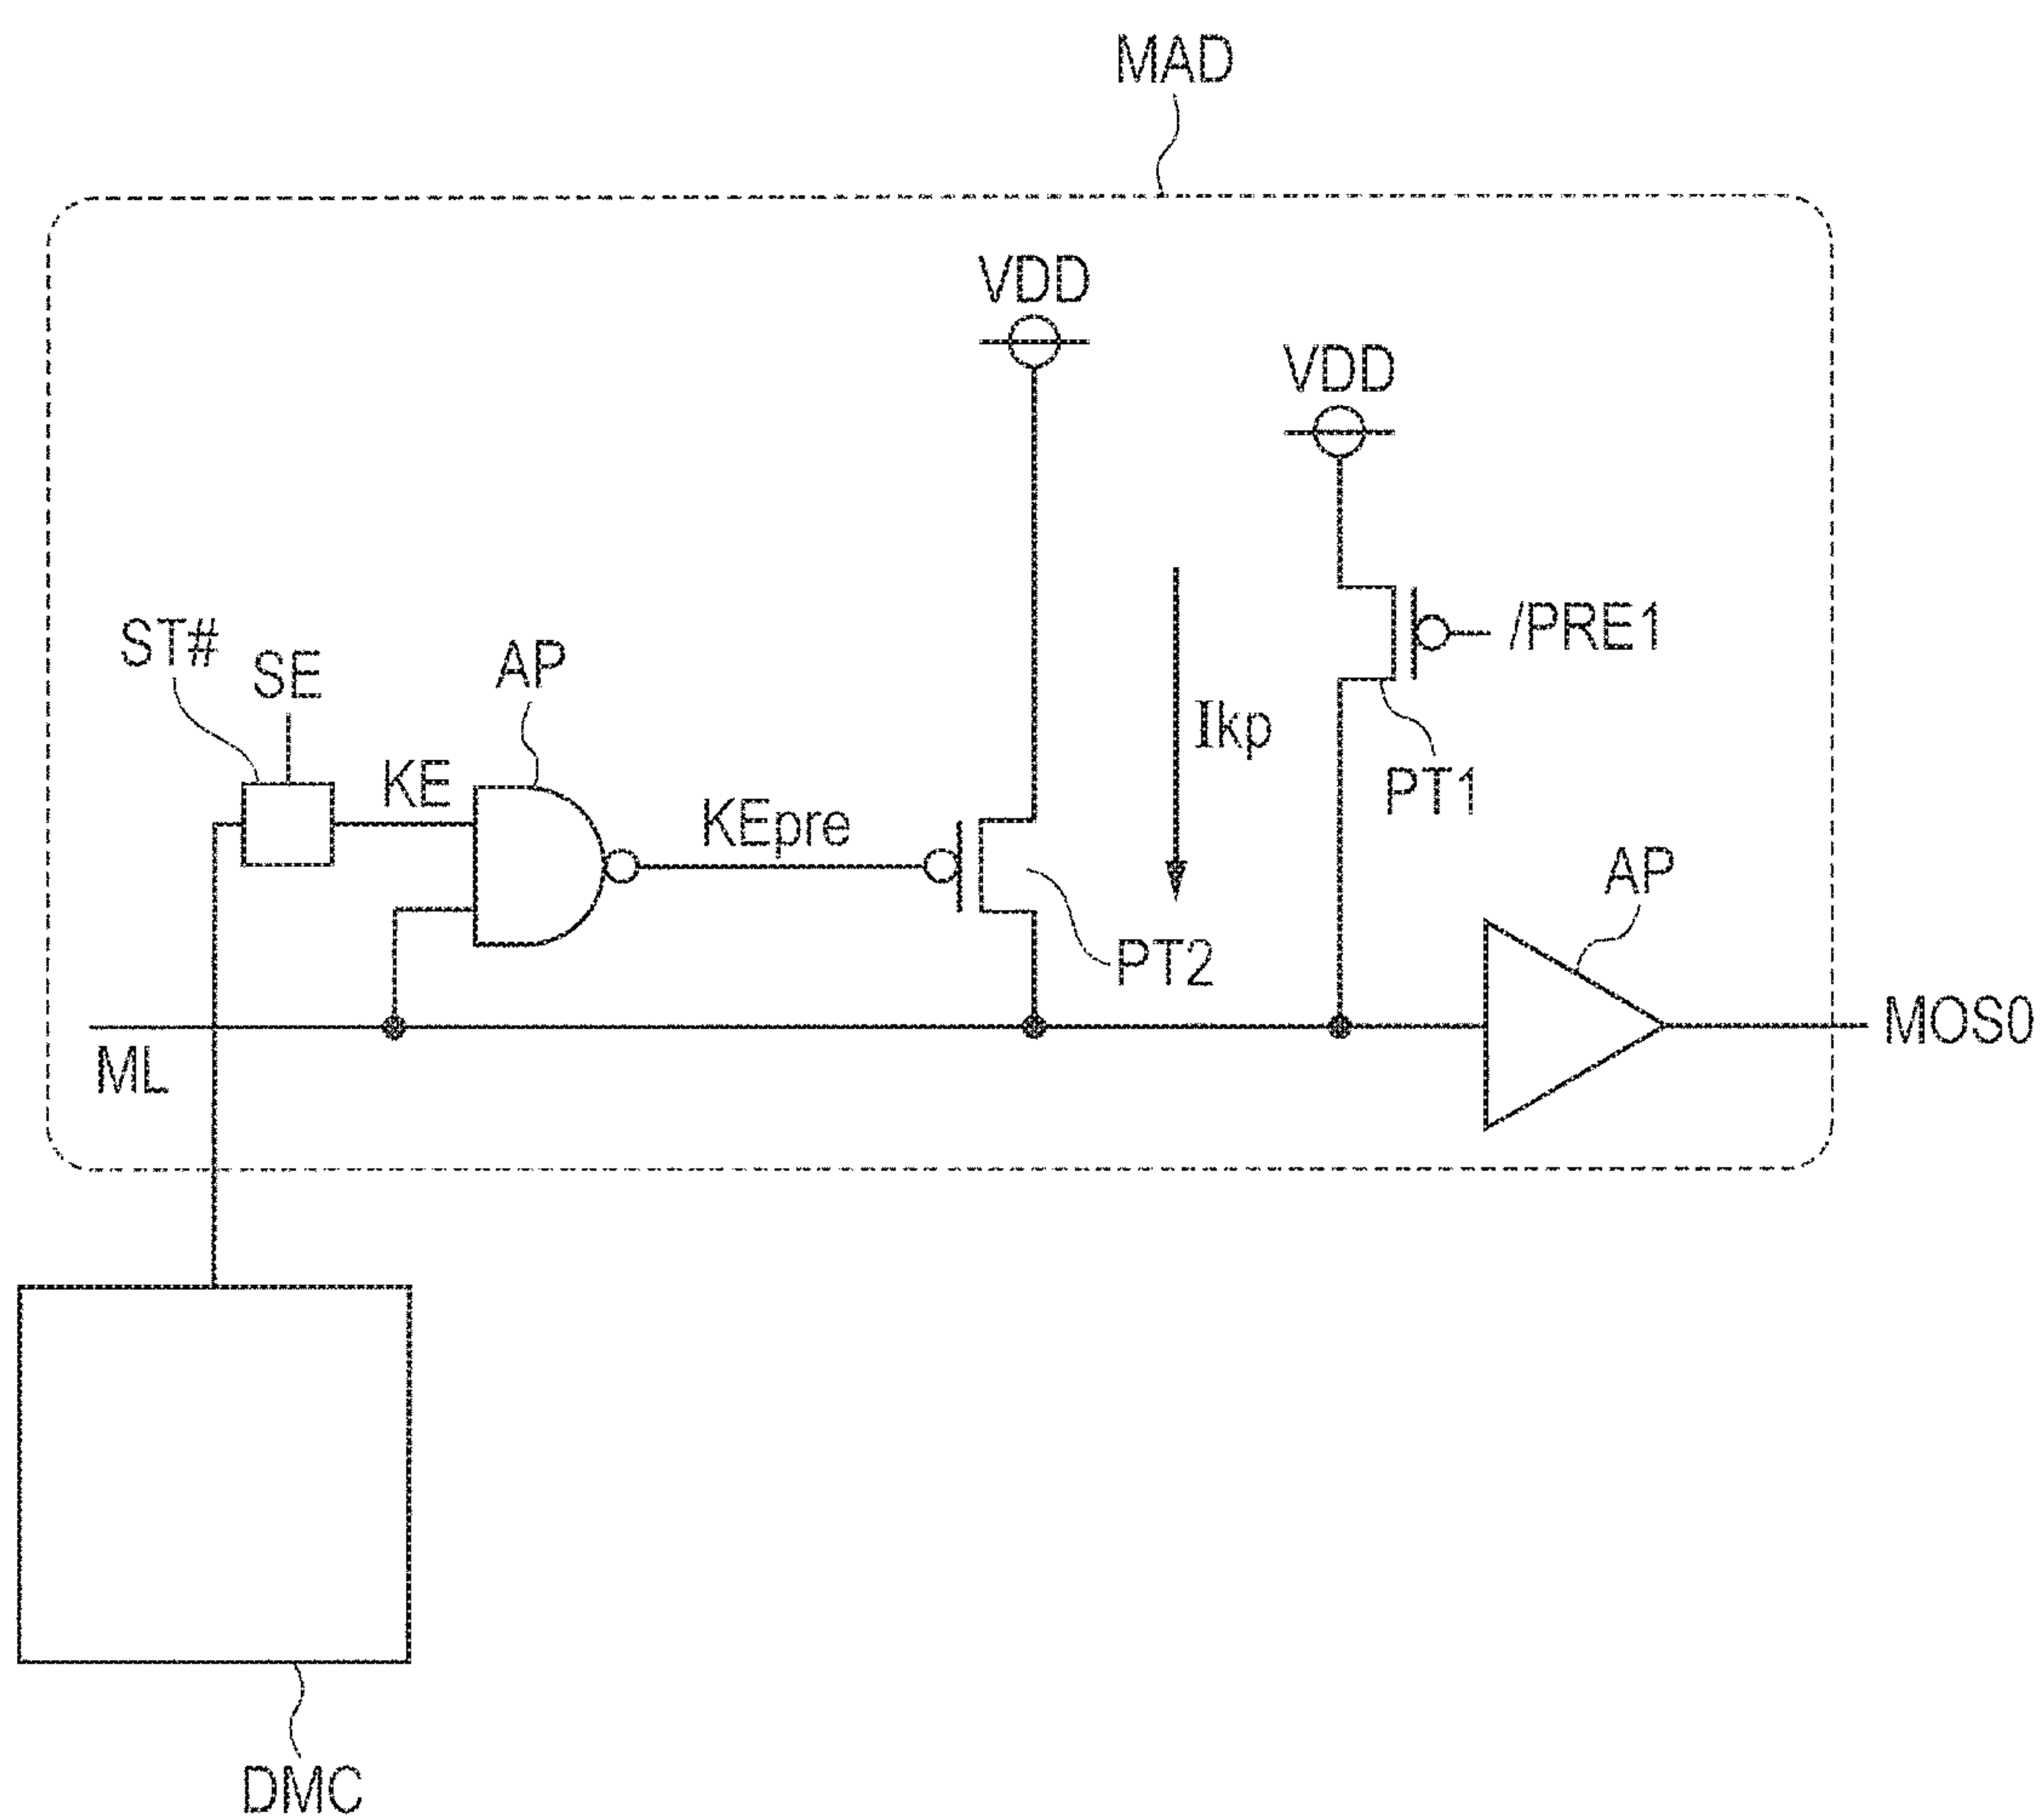 MAD
VDD
VDD
ST#
SE
AP
/PRE1
KE
KEpre
Ikp
PT1
AP
PT2
ML
MOS0
DMC